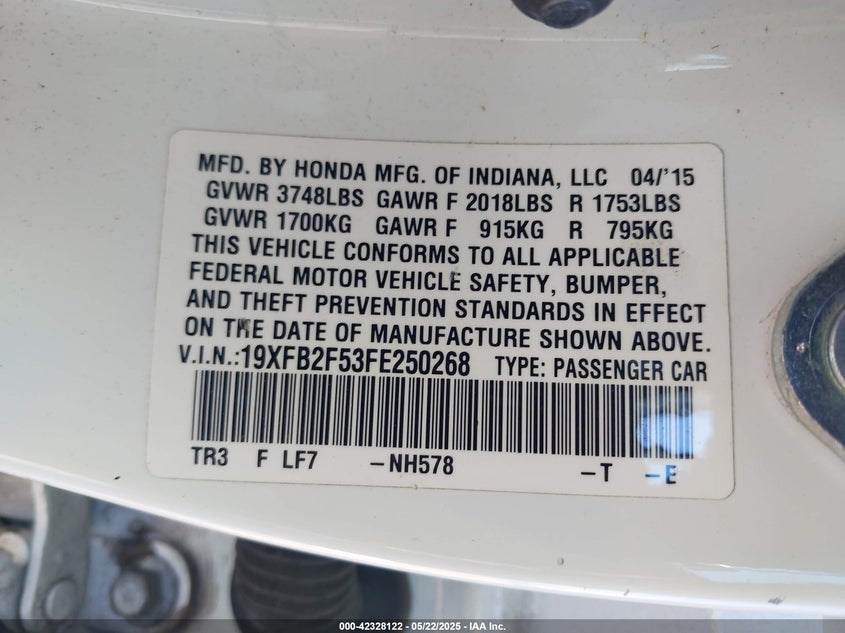 MFD. BY HONDA MFG. OF INDIANA, LLC 04/'15
GVWR 3748LBS GAWR F 2018LBS R 1753LBS
GVWR 1700KG GAWR F 915KG R 795KG
THIS VEHICLE CONFORMS TO ALL APPLICABLE
FEDERAL MOTOR VEHICLE SAFETY, BUMPER,
AND THEFT PREVENTION STANDARDS IN EFFECT
ON THE DATE OF MANUFACTURE SHOWN ABOVE.
V.I.N.:19XFB2F53FE250268 TYPE: PASSENGER CAR
TR3 F LF7 -NH578 -T -E
000-42328122 - 05/22/2025 - IAA Inc.